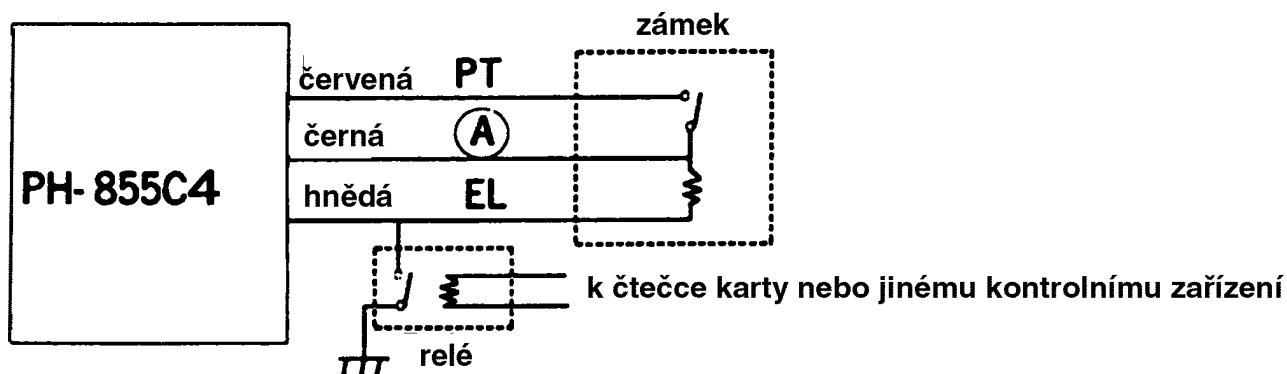 zámek
červená PT
černá A
PH-855C4
hnědá EL
k čtečce karty nebo jinému kontrolnímu zařízení
relé